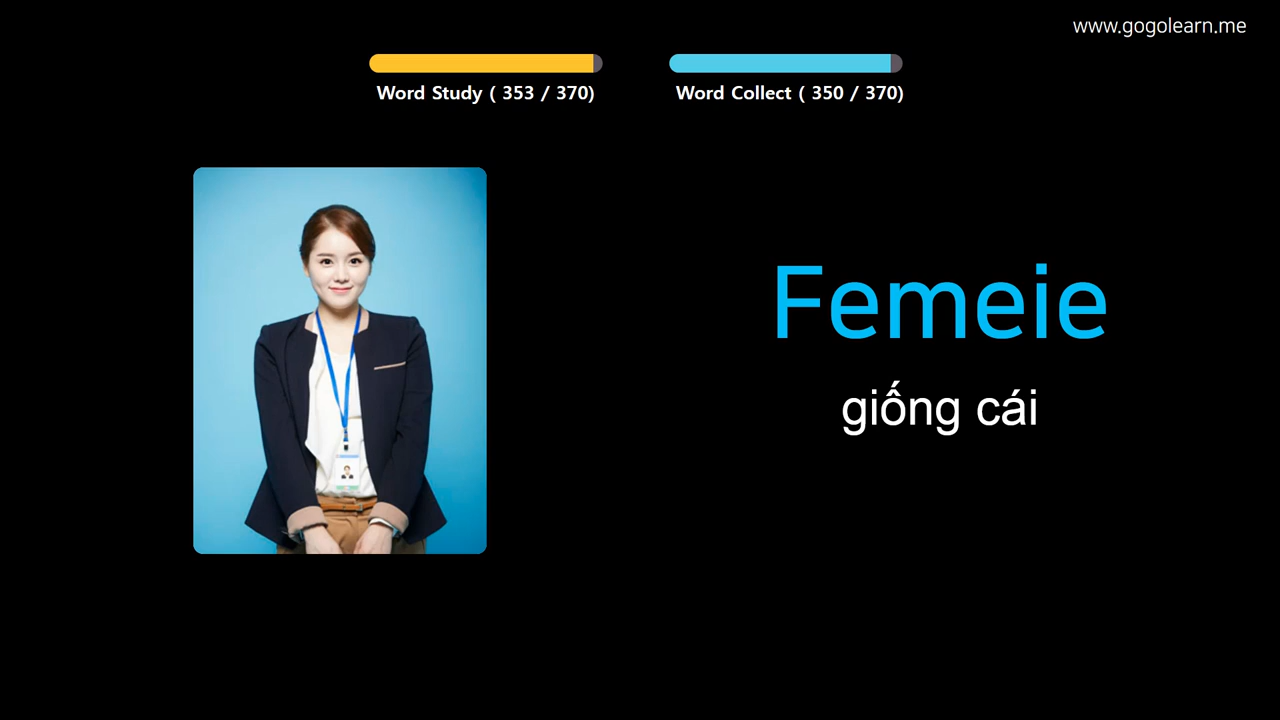 www.gogolearn.me
Word Study ( 353 / 370)
Word Collect ( 350 / 370)
Femeie
giống cái